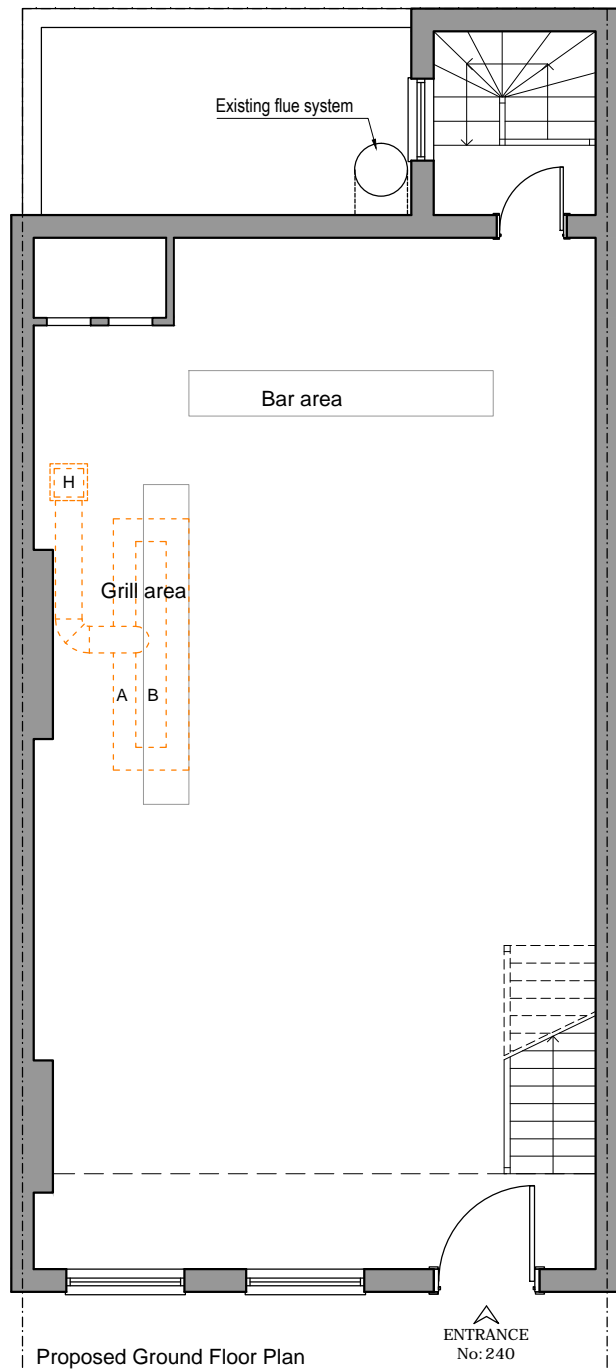 Existing flue system
Bar area
H
Grill area
A B
ENTRANCE
No:240
Proposed Ground Floor Plan